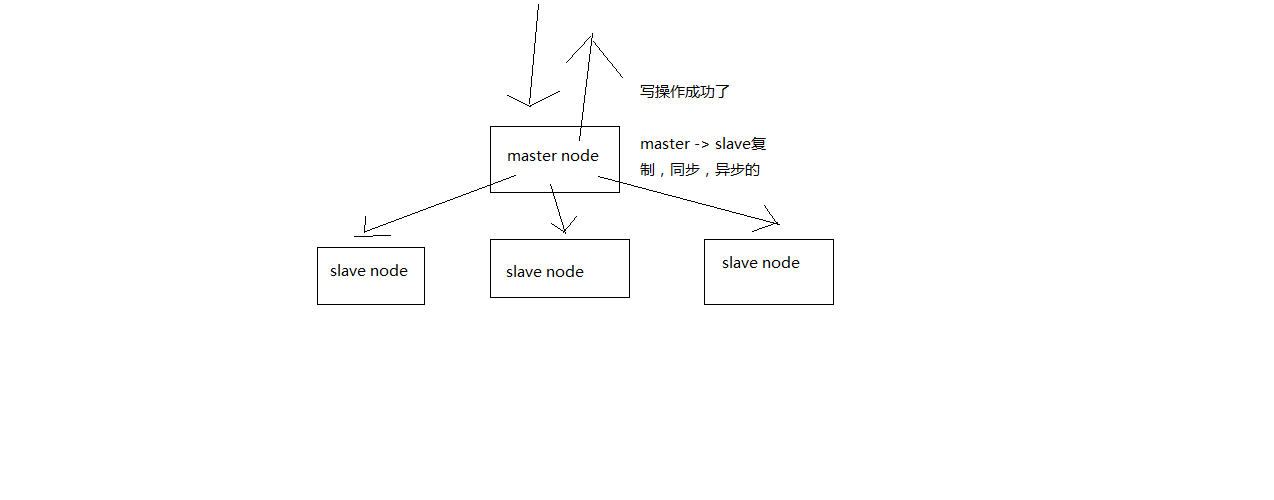 写操作成功了
master node
master -> slave复
制，同步，异步的
slave node
slave node
slave node